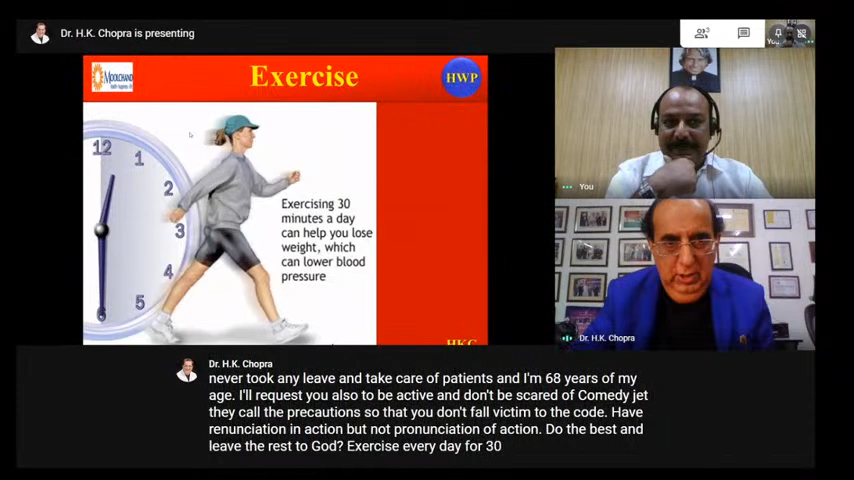 Dr. H.K. Chopra is presenting
3
You
MOOLCHAND
Exercise
HWP
12
1
2
3
4
5
Exercising 30
minutes a day
can help you lose
weight, which
can lower blood
pressure
HKC
You
Dr. H.K. Chopra
Dr. H.K. Chopra
never took any leave and take care of patients and I'm 68 years of my
age. I'll request you also to be active and don't be scared of Comedy jet
they call the precautions so that you don't fall victim to the code. Have
renunciation in action but not pronunciation of action. Do the best and
leave the rest to God? Exercise every day for 30